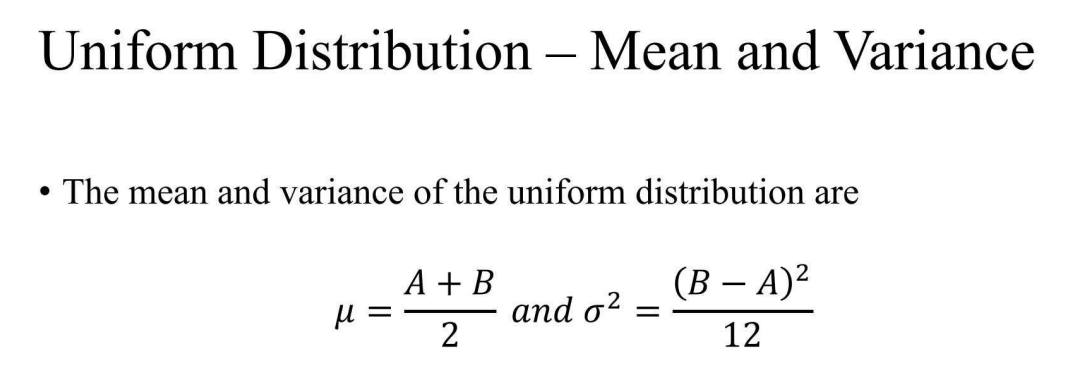 Uniform Distribution – Mean and Variance
• The mean and variance of the uniform distribution are
μ = (A + B)/2 and σ² = (B − A)²/12